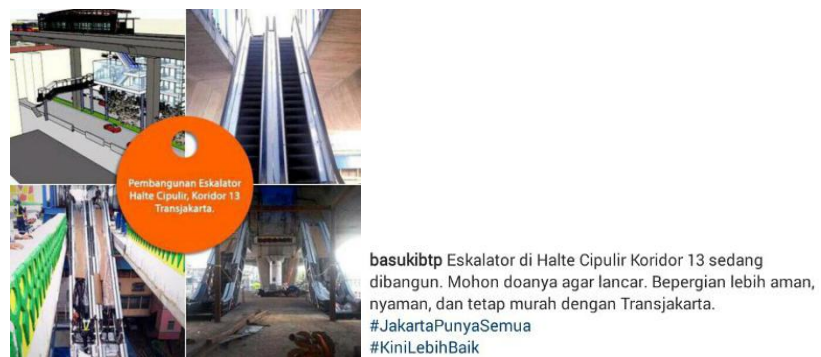 Pembangunan Eskalator
Halte Cipulir, Koridor 13
Transjakarta.
basukibtp Eskalator di Halte Cipulir Koridor 13 sedang
dibangun. Mohon doanya agar lancar. Bepergian lebih aman,
nyaman, dan tetap murah dengan Transjakarta.
#JakartaPunyaSemua
#KiniLebihBaik